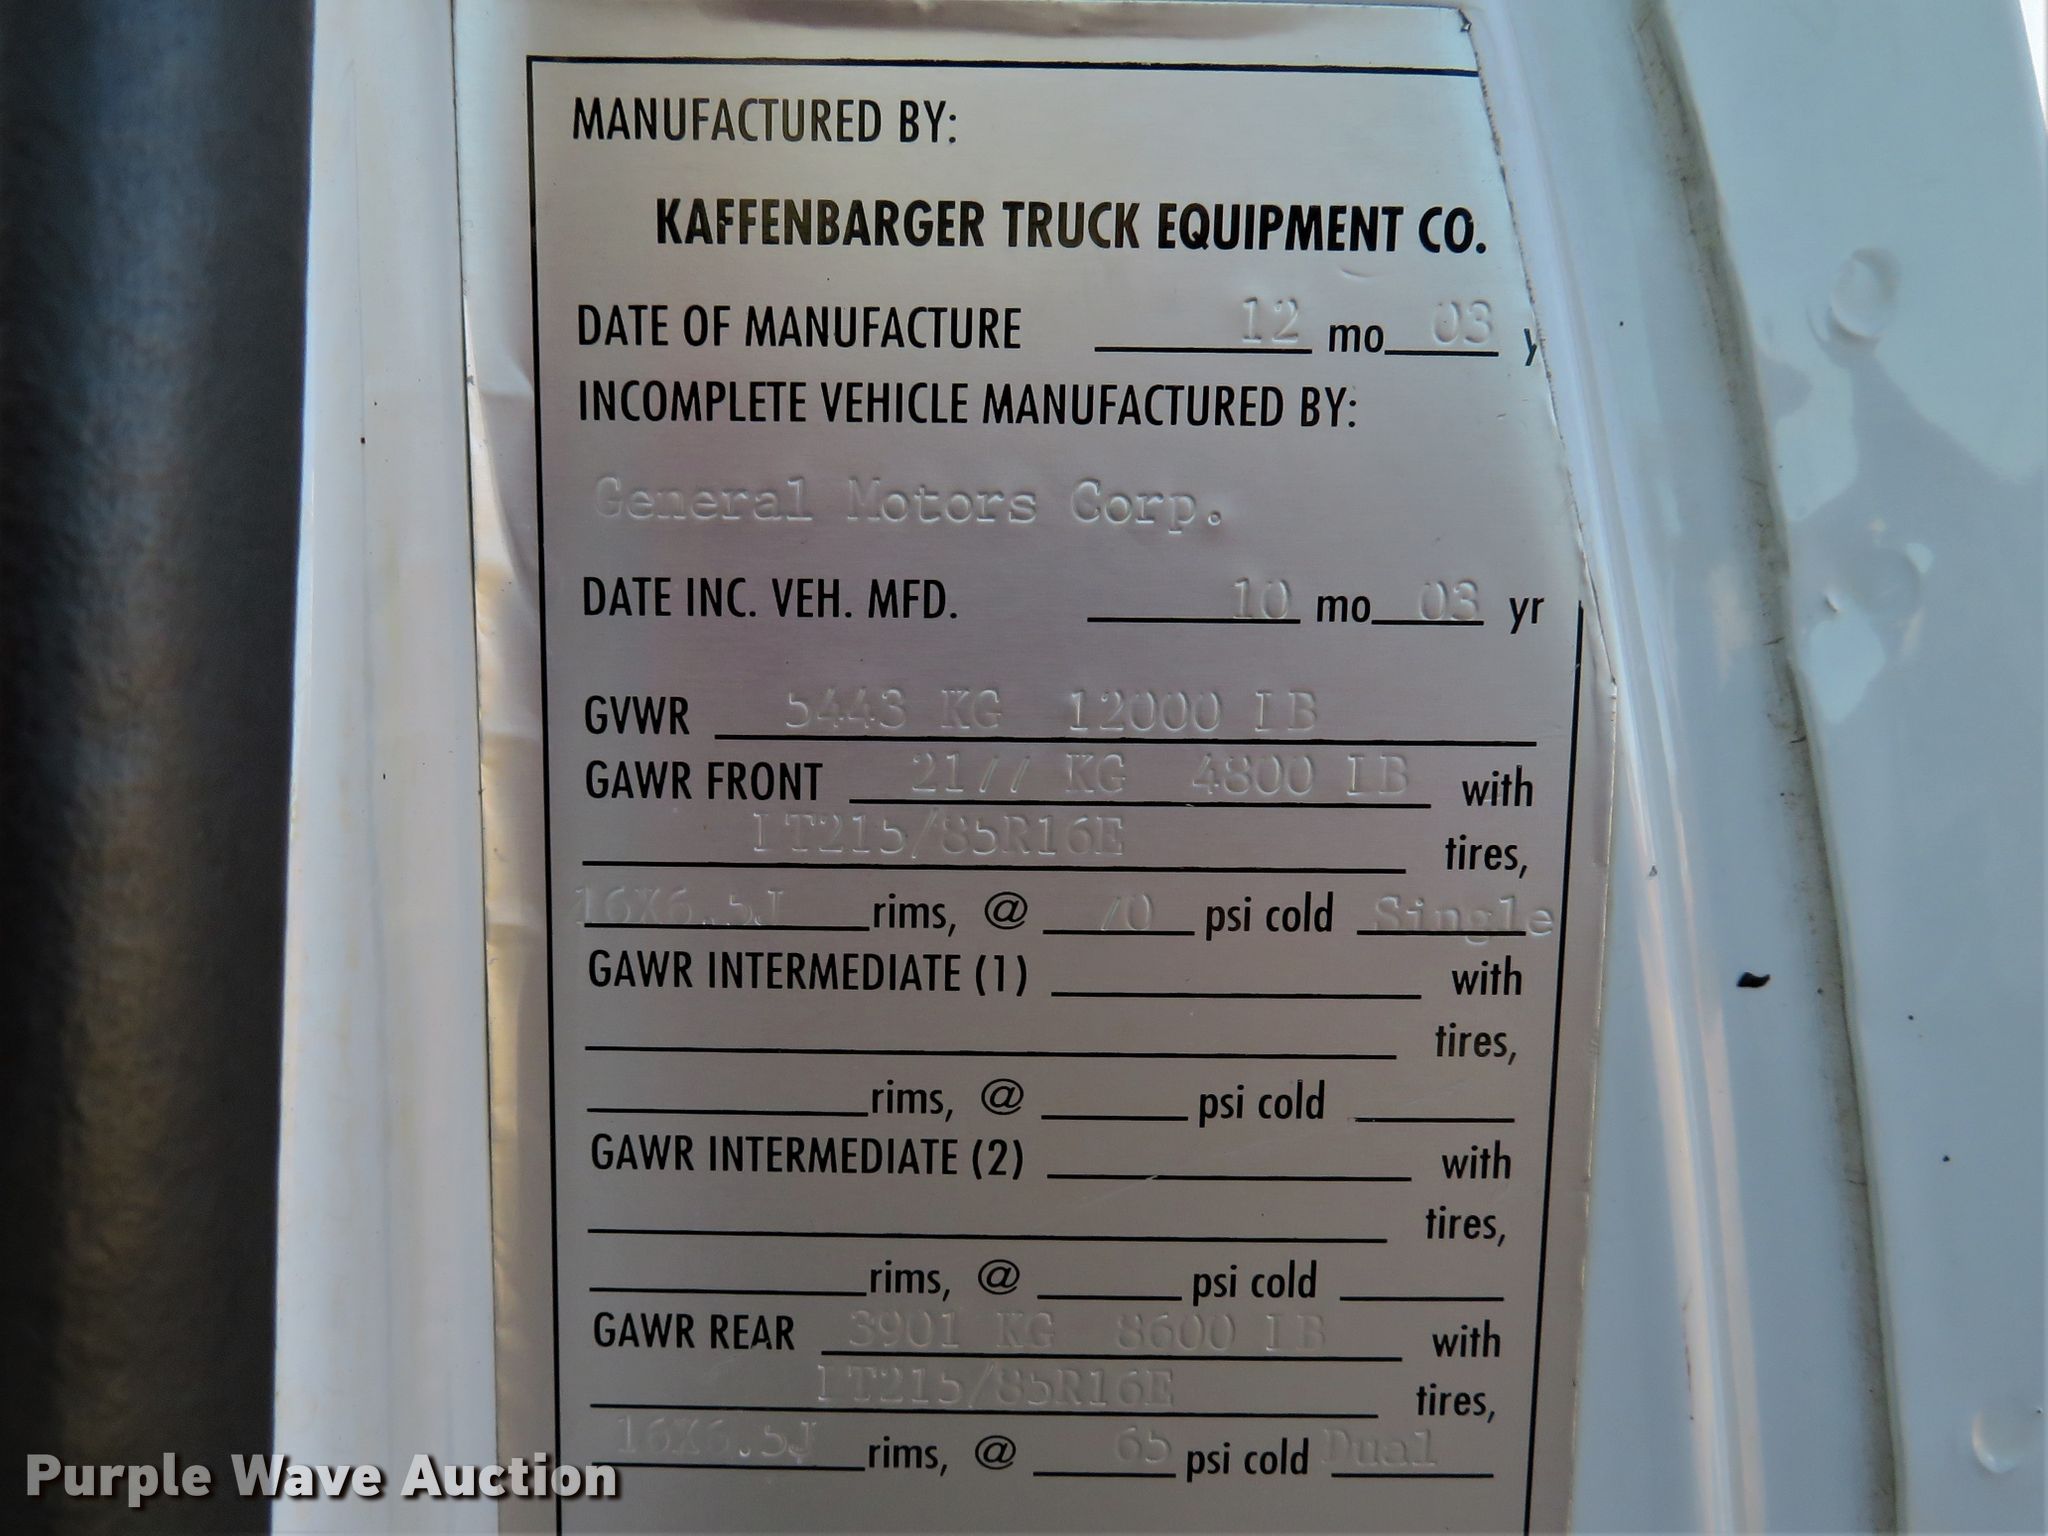 MANUFACTURED BY:
KAFFENBARGER TRUCK EQUIPMENT CO.
DATE OF MANUFACTURE 12 mo 03 y
INCOMPLETE VEHICLE MANUFACTURED BY:
General Motors Corp.
DATE INC. VEH. MFD. 10 mo 03 yr
GVWR 5443 KG 12000 LB
GAWR FRONT 2177 KG 4800 LB with
LT215/85R16E tires,
16X6.5J rims, @ 70 psi cold Single
GAWR INTERMEDIATE (1) with
tires,
rims, @ psi cold
GAWR INTERMEDIATE (2) with
tires,
rims, @ psi cold
GAWR REAR 3901 KG 8600 LB with
LT215/85R16E tires,
16X6.5J rims, @ 65 psi cold Dual
Purple Wave Auction